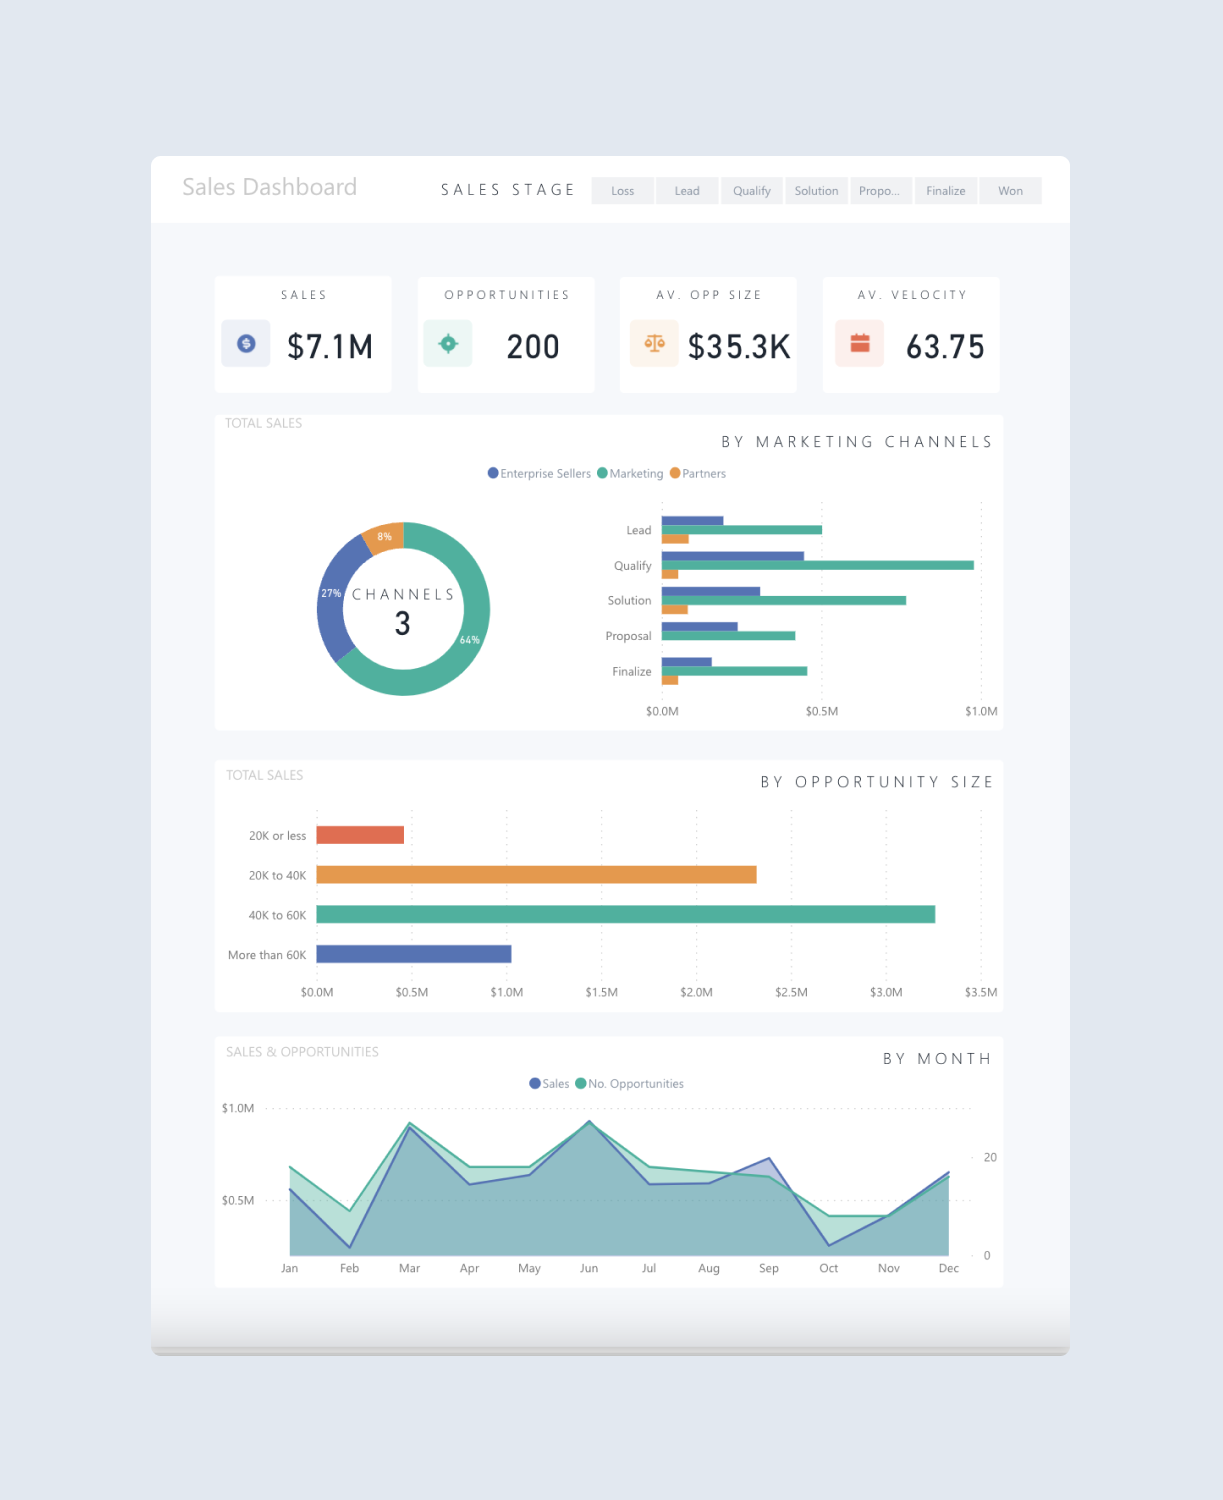 Sales Dashboard
SALES STAGE
Loss Lead Qualify Solution Propo... Finalize Won
SALES
$7.1M
OPPORTUNITIES
200
AV. OPP SIZE
$35.3K
AV. VELOCITY
63.75
TOTAL SALES
BY MARKETING CHANNELS
Enterprise Sellers Marketing Partners
8%
27%
64%
CHANNELS
3
Lead
Qualify
Solution
Proposal
Finalize
$0.0M $0.5M $1.0M
TOTAL SALES
BY OPPORTUNITY SIZE
20K or less
20K to 40K
40K to 60K
More than 60K
$0.0M $0.5M $1.0M $1.5M $2.0M $2.5M $3.0M $3.5M
SALES & OPPORTUNITIES
BY MONTH
Sales No. Opportunities
$1.0M
$0.5M
20
0
Jan Feb Mar Apr May Jun Jul Aug Sep Oct Nov Dec